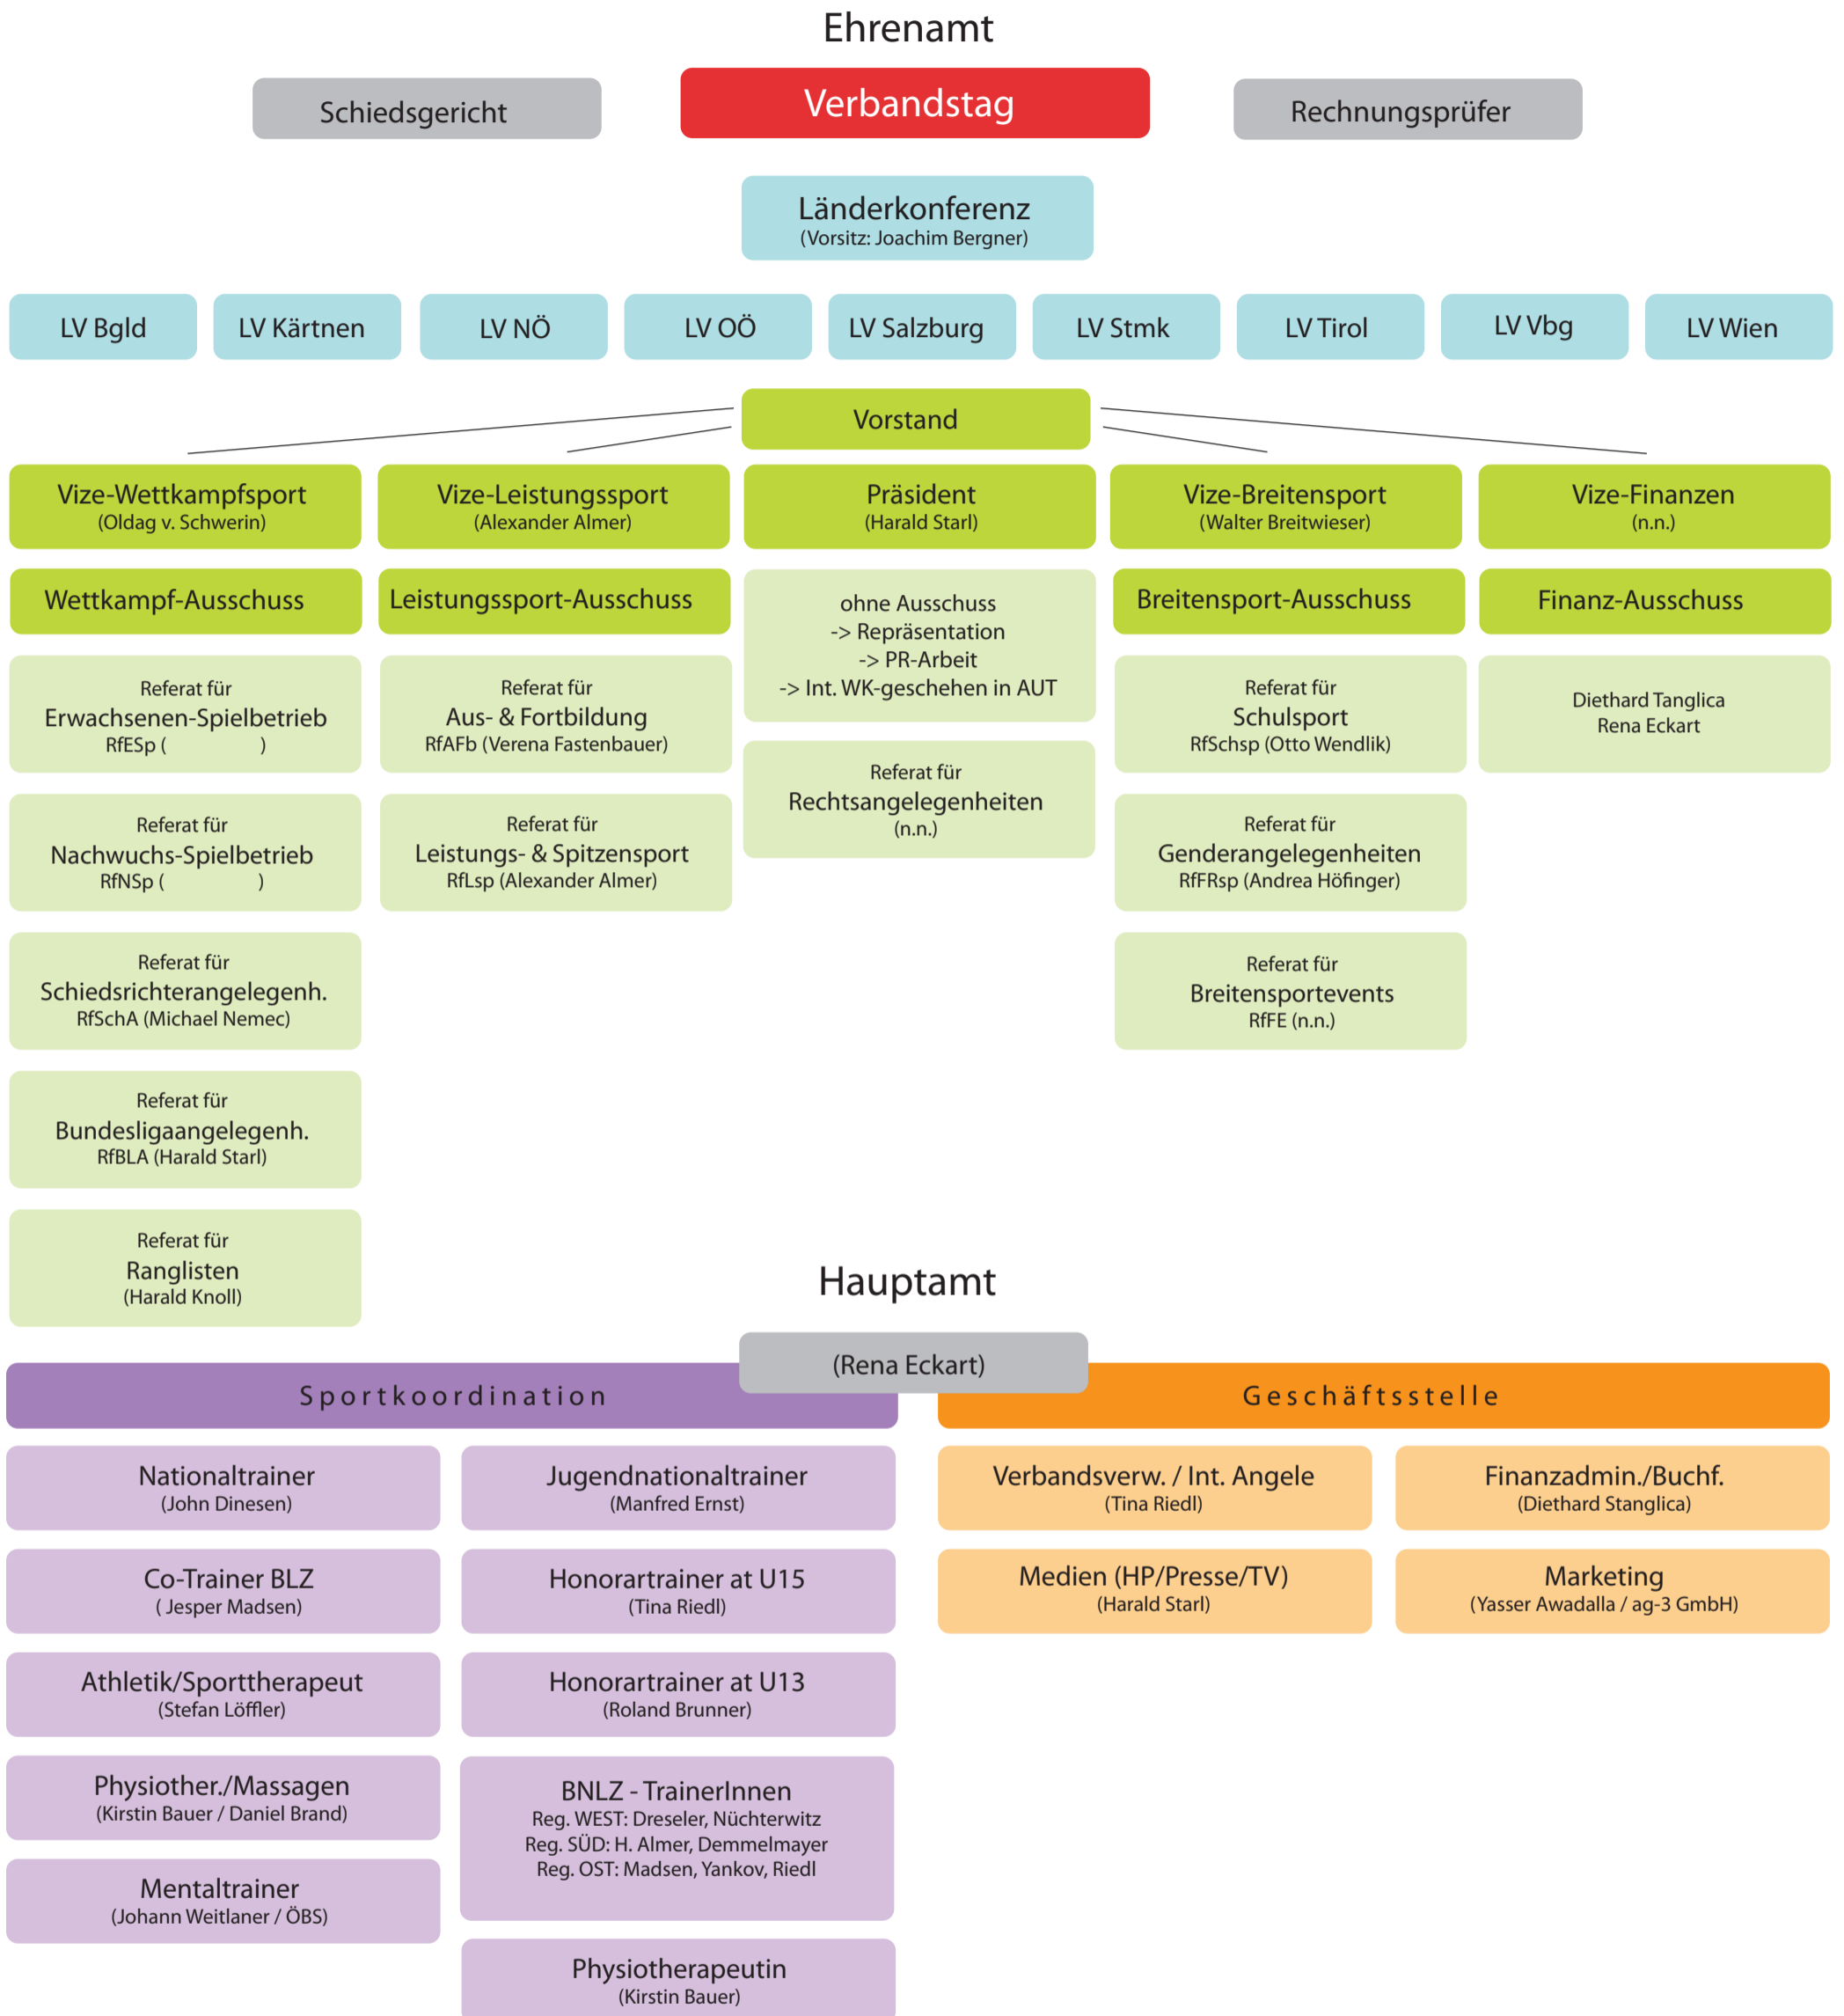 Ehrenamt
Schiedsgericht
Verbandstag
Rechnungsprüfer
Länderkonferenz
(Vorsitz: Joachim Bergner)
LV Bgld
LV Kärtnen
LV NÖ
LV OÖ
LV Salzburg
LV Stmk
LV Tirol
LV Vbg
LV Wien
Vorstand
Vize-Wettkampfsport
(Oldag v. Schwerin)
Vize-Leistungssport
(Alexander Almer)
Präsident
(Harald Starl)
Vize-Breitensport
(Walter Breitwieser)
Vize-Finanzen
(n.n.)
Wettkampf-Ausschuss
Referat für
Erwachsenen-Spielbetrieb
RfESp ( )
Referat für
Nachwuchs-Spielbetrieb
RfNSp ( )
Referat für
Schiedsrichterangelegenh.
RfSchA (Michael Nemec)
Referat für
Bundesligaangelegenh.
RfBLA (Harald Starl)
Referat für
Ranglisten
(Harald Knoll)
Leistungssport-Ausschuss
Referat für
Aus- & Fortbildung
RfAFb (Verena Fastenbauer)
Referat für
Leistungs- & Spitzensport
RfLsp (Alexander Almer)
ohne Ausschuss
-> Repräsentation
-> PR-Arbeit
-> Int. WK-geschehen in AUT
Referat für
Rechtsangelegenheiten
(n.n.)
Breitensport-Ausschuss
Referat für
Schulsport
RfSchsp (Otto Wendlik)
Referat für
Genderangelegenheiten
RfFRsp (Andrea Höfinger)
Referat für
Breitensportevents
RfFE (n.n.)
Finanz-Ausschuss
Diethard Tanglica
Rena Eckart
Hauptamt
(Rena Eckart)
Sportkoordination
Nationaltrainer
(John Dinesen)
Co-Trainer BLZ
( Jesper Madsen)
Athletik/Sporttherapeut
(Stefan Löffler)
Physiother./Massagen
(Kirstin Bauer / Daniel Brand)
Mentaltrainer
(Johann Weitlaner / ÖBS)
Jugendnationaltrainer
(Manfred Ernst)
Honorartrainer at U15
(Tina Riedl)
Honorartrainer at U13
(Roland Brunner)
BNLZ - TrainerInnen
Reg. WEST: Dreseler, Nüchterwitz
Reg. SÜD: H. Almer, Demmelmayer
Reg. OST: Madsen, Yankov, Riedl
Physiotherapeutin
(Kirstin Bauer)
Geschäftsstelle
Verbandsverw. / Int. Angele
(Tina Riedl)
Medien (HP/Presse/TV)
(Harald Starl)
Finanzadmin./Buchf.
(Diethard Stanglica)
Marketing
(Yasser Awadalla / ag-3 GmbH)